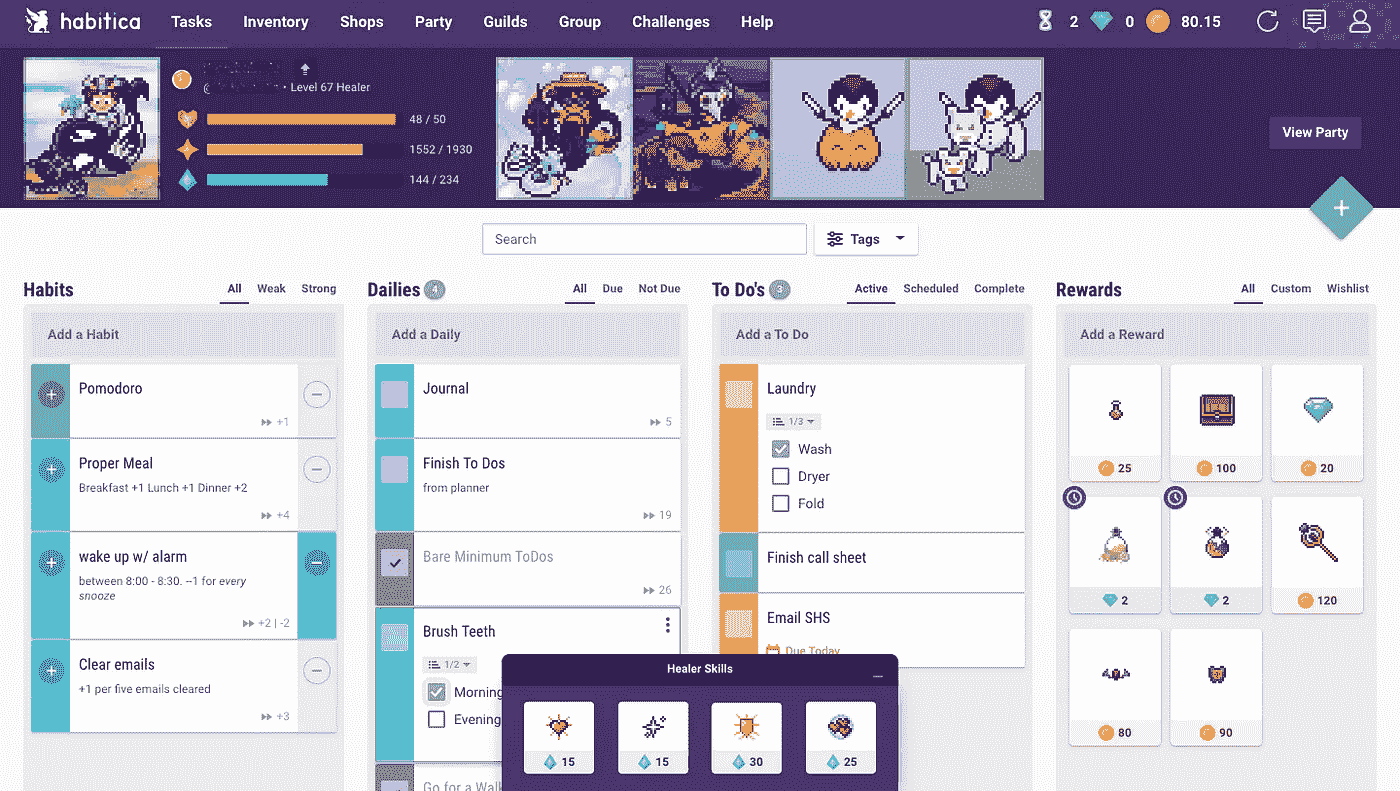 habitica Tasks Inventory Shops Party Guilds Group Challenges Help 2 0 80.15
@ • Level 67 Healer
48 / 50
1552 / 1930
144 / 234
View Party
Search Tags
Habits All Weak Strong
Add a Habit
Pomodoro
+1
Proper Meal
Breakfast +1 Lunch +1 Dinner +2
+4
wake up w/ alarm
between 8:00 - 8:30. --1 for every
snooze
+2 | -2
Clear emails
+1 per five emails cleared
+3
Dailies 4 All Due Not Due
Add a Daily
Journal
5
Finish To Dos
from planner
19
Bare Minimum ToDos
26
Brush Teeth
1/2
Morning
Evening
Go for a Walk
To Do's 3 Active Scheduled Complete
Add a To Do
Laundry
1/3
Wash
Dryer
Fold
Finish call sheet
Email SHS
Due Today
Rewards All Custom Wishlist
Add a Reward
25 100 20
2 2 120
80 90
Healer Skills
15 15 30 25